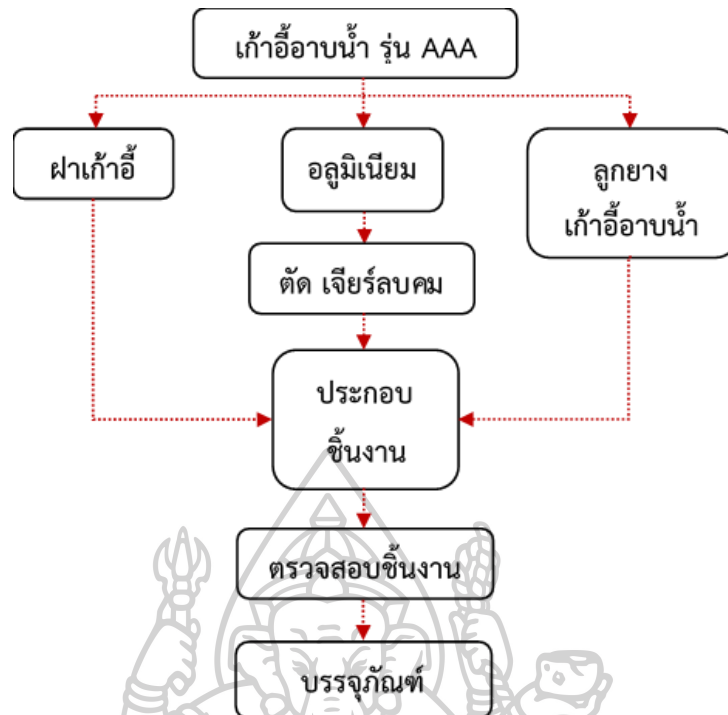 เก้าอี้อาบน้ำ รุ่น AAA
ฝาเก้าอี้
อลูมิเนียม
ลูกยาง
เก้าอี้อาบน้ำ
ตัด เจียร์ลบคม
ประกอบ
ชิ้นงาน
ตรวจสอบชิ้นงาน
บรรจุภัณฑ์